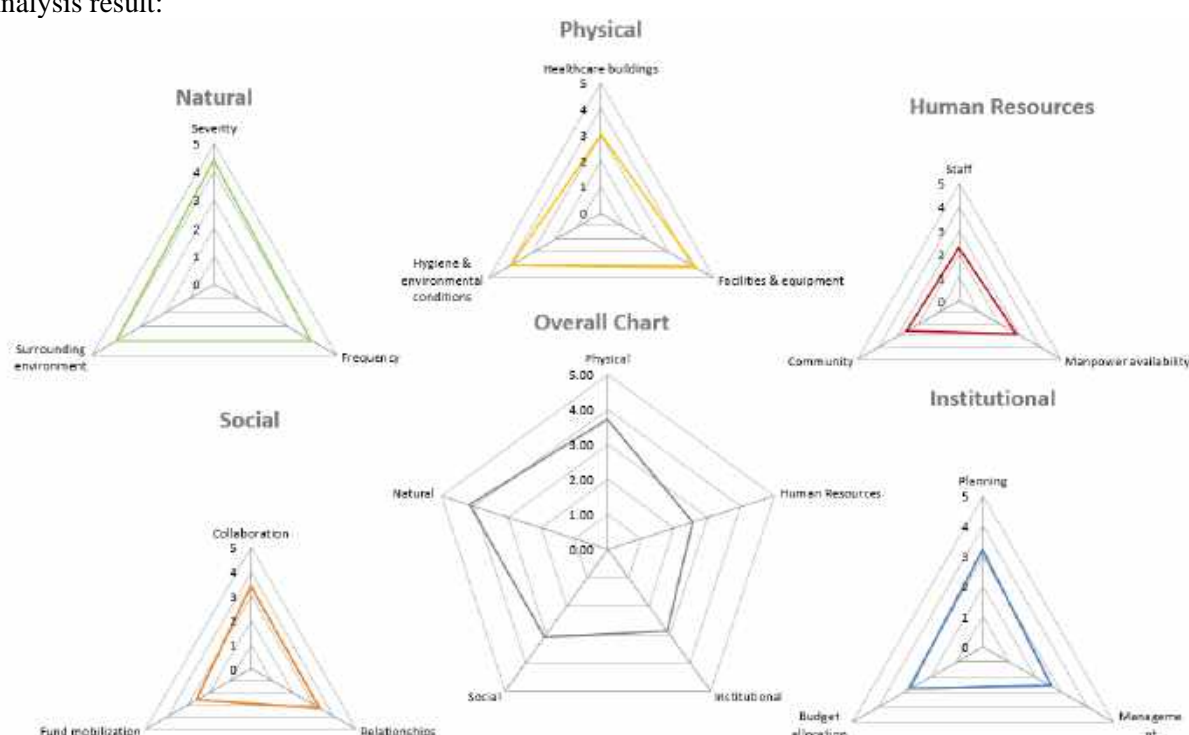 nalysis result:
Physical
Healthcare buildings
5
4
3
2
1
0
Hygiene &
environmental
conditions
Facilities & equipment
Natural
Severity
5
4
3
2
1
0
Surrounding
environment
Frequency
Human Resources
Staff
5
4
3
2
1
0
Community
Manpower availability
Overall Chart
Physical
5.00
4.00
3.00
2.00
1.00
0.00
Natural
Human Resources
Social
Institutional
Social
Collaboration
5
4
3
2
1
0
Fund mobilization
Relationships
Institutional
Planning
5
4
3
2
1
0
Budget
allocation
Manageme
nt